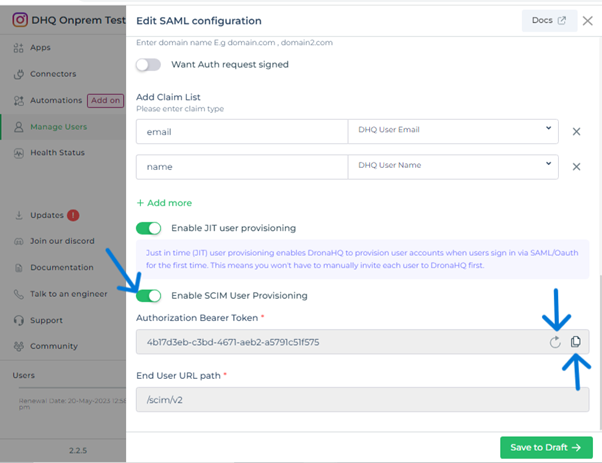 DHQ Onprem Test
Apps
Connectors
Automations Add on
Manage Users
Health Status
Updates 1
Join our discord
Documentation
Talk to an engineer
Support
Community
Users
Renewal Date: 20-May-2023
pm
2.2.5
Edit SAML configuration
Docs
Enter domain name E.g domain.com , domain2.com
Want Auth request signed
Add Claim List
Please enter claim type
email DHQ User Email
name DHQ User Name
+ Add more
Enable JIT user provisioning
Just in time (JIT) user provisioning enables DronaHQ to provision user accounts when users sign in via SAML/Oauth
for the first time. This means you won't have to manually invite each user to DronaHQ first.
Enable SCIM User Provisioning
Authorization Bearer Token *
4b17d3eb-c3bd-4671-aeb2-a5791c51f575
End User URL path *
/scim/v2
Save to Draft →